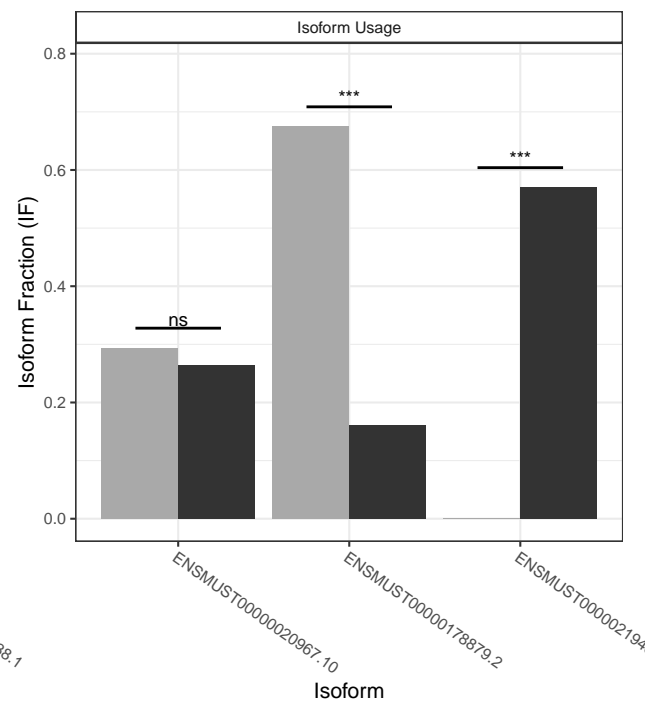 Isoform Usage
0.8
***
***
0.6
Isoform Fraction (IF)
0.4
ns
0.2
0.0
ENSMUST00000020967.10
ENSMUST00000178879.2
Isoform